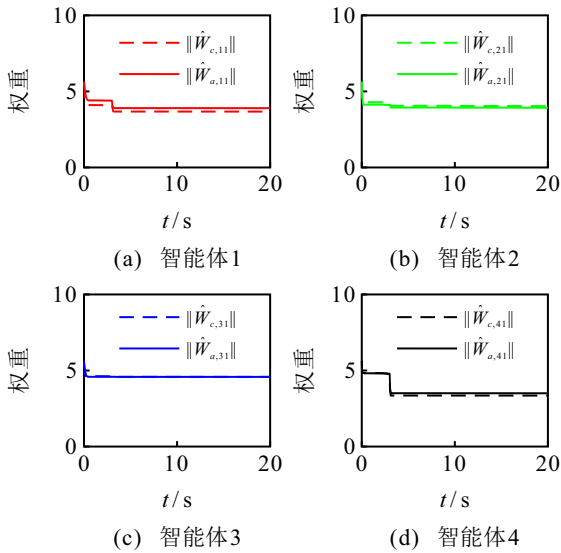 10
5
0
权重
‖Ŵc,11‖
‖Ŵa,11‖
0 10 20
t/s
(a) 智能体1
10
5
0
权重
‖Ŵc,21‖
‖Ŵa,21‖
0 10 20
t/s
(b) 智能体2
10
5
0
权重
‖Ŵc,31‖
‖Ŵa,31‖
0 10 20
t/s
(c) 智能体3
10
5
0
权重
‖Ŵc,41‖
‖Ŵa,41‖
0 10 20
t/s
(d) 智能体4